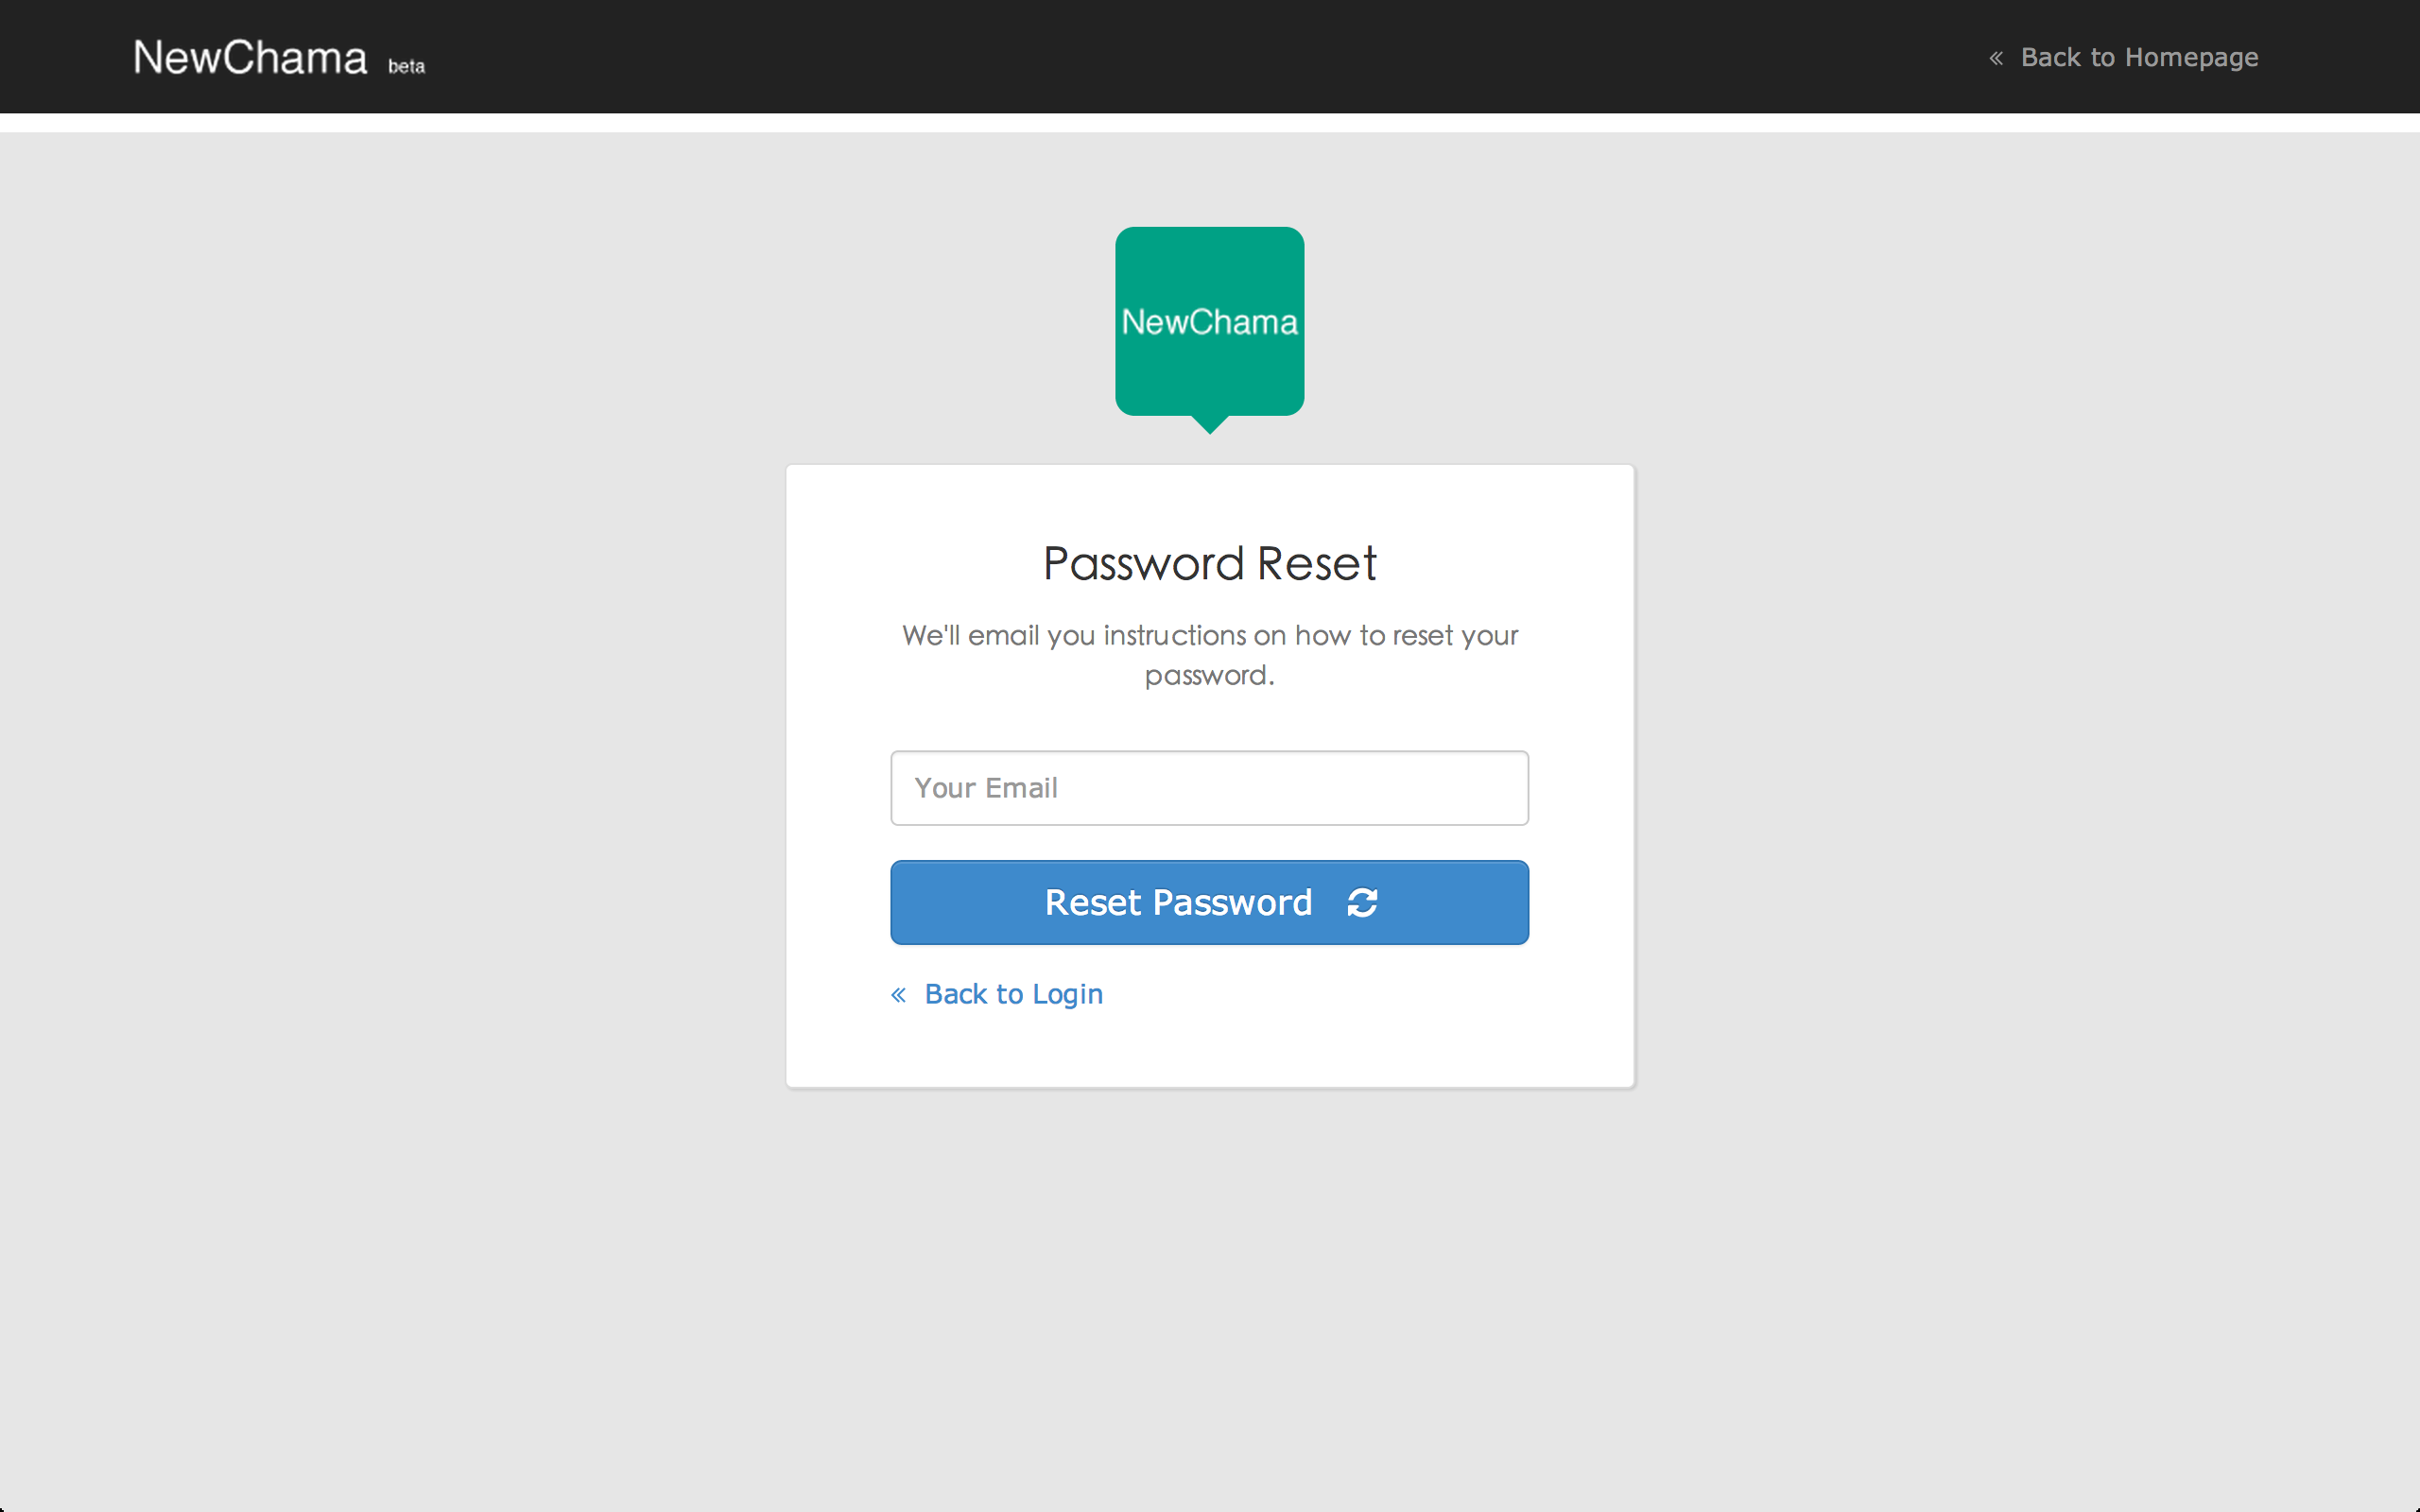 NewChama beta
« Back to Homepage
NewChama
Password Reset
We'll email you instructions on how to reset your
password.
Your Email
Reset Password
« Back to Login